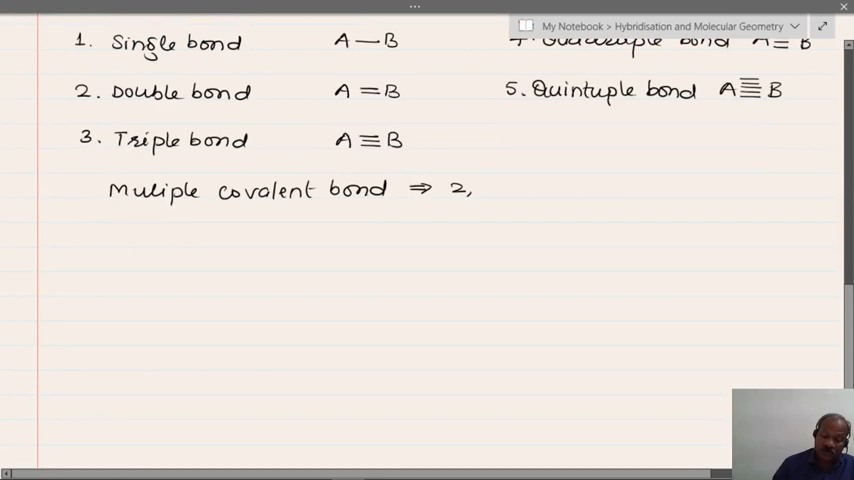 My Notebook > Hybridisation and Molecular Geometry
1. Single bond A — B
bond A ≡ B
2. Double bond A = B
5. Quintuple bond A B
3. Triple bond A ≡ B
Muliple covalent bond ⇒ 2,